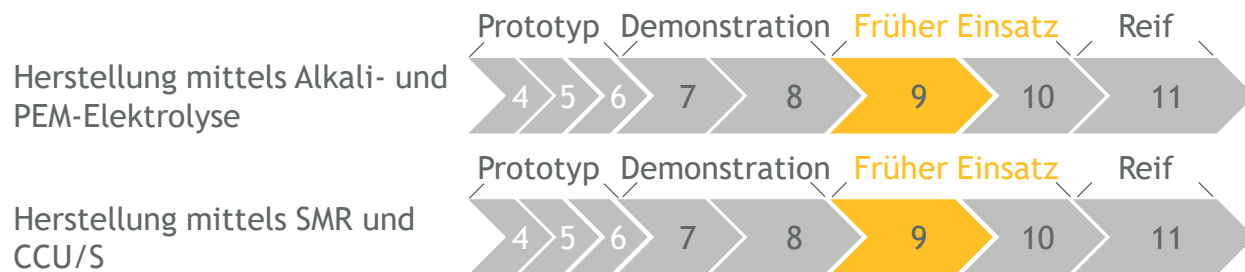 Prototyp Demonstration Früher Einsatz Reif
Herstellung mittels Alkali- und
PEM-Elektrolyse
4 5 6 7 8 9 10 11
Prototyp Demonstration Früher Einsatz Reif
Herstellung mittels SMR und
CCU/S
4 5 6 7 8 9 10 11